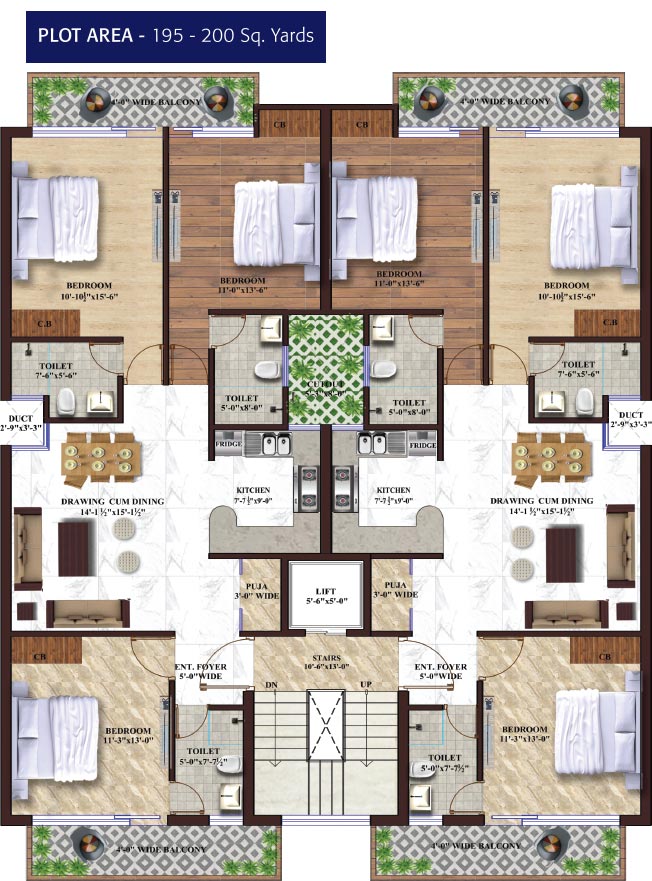 PLOT AREA - 195 - 200 Sq. Yards
4'-0" WIDE BALCONY
4'-0" WIDE BALCONY
CB
CB
BEDROOM
10'-10½"x15'-6"
BEDROOM
11'-0"x13'-6"
BEDROOM
11'-0"x13'-6"
BEDROOM
10'-10½"x15'-6"
C.B
C.B
TOILET
7'-6"x5'-6"
TOILET
5'-0"x8'-0"
CUTOUT
TOILET
5'-0"x8'-0"
TOILET
7'-6"x5'-6"
DUCT
2'-9"x3'-3"
DUCT
2'-9"x3'-3"
FRIDGE
FRIDGE
KITCHEN
7'-7½"x9'-0"
KITCHEN
7'-7½"x9'-0"
DRAWING CUM DINING
14'-1 ½"x15'-1½"
DRAWING CUM DINING
14'-1 ½"x15'-1½"
PUJA
3'-0" WIDE
LIFT
5'-6"x5'-0"
PUJA
3'-0" WIDE
CB
CB
ENT. FOYER
5'-0"WIDE
STAIRS
10'-6"x13'-0"
ENT. FOYER
5'-0"WIDE
DN
UP
BEDROOM
11'-3"x13'-0"
BEDROOM
11'-3"x13'-0"
TOILET
5'-0"x7'-7½"
TOILET
5'-0"x7'-7½"
4'-0" WIDE BALCONY
4'-0" WIDE BALCONY